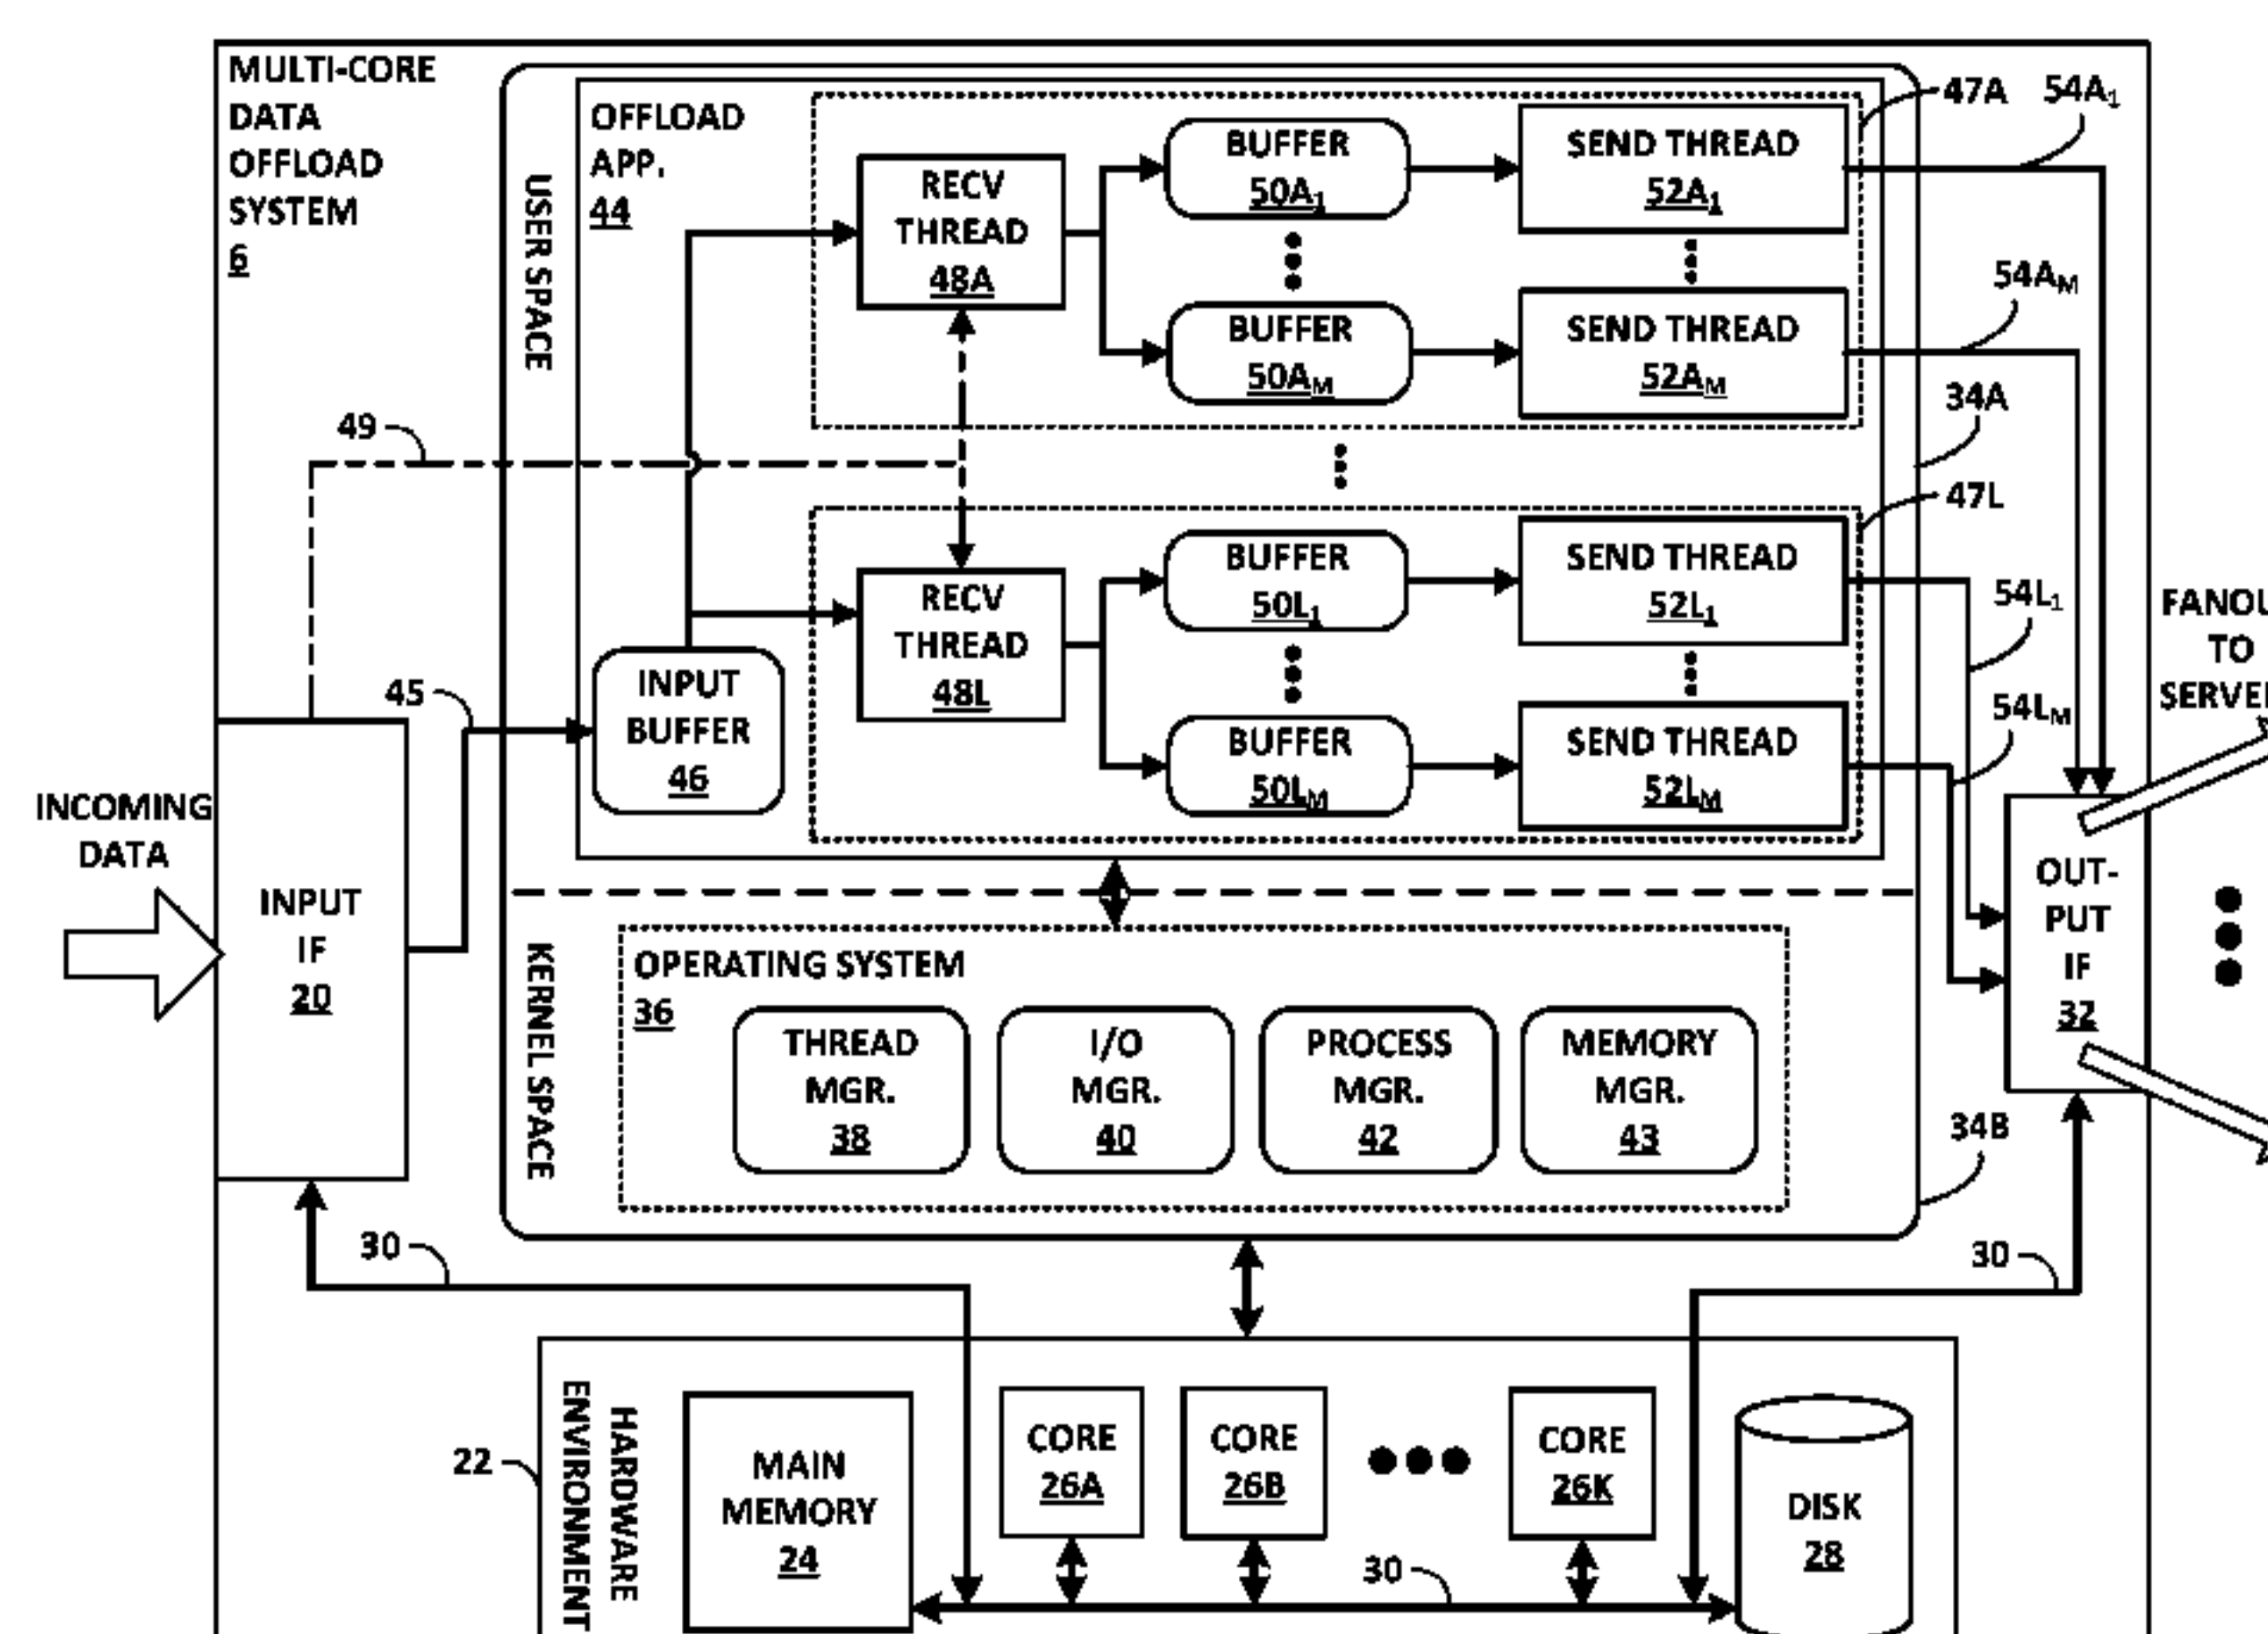 MULTI-CORE
DATA
OFFLOAD
SYSTEM
6
USER SPACE
OFFLOAD
APP.
44
RECV
THREAD
48A
BUFFER
50A1
SEND THREAD
52A1
BUFFER
50AM
SEND THREAD
52AM
47A
54A1
54AM
34A
49
47L
RECV
THREAD
48L
BUFFER
50L1
SEND THREAD
52L1
BUFFER
50LM
SEND THREAD
52LM
54L1
54LM
FANOU
TO
SERVE
45
INPUT
BUFFER
46
INCOMING
DATA
INPUT
IF
20
OUT-
PUT
IF
32
KERNEL SPACE
OPERATING SYSTEM
36
THREAD
MGR.
38
I/O
MGR.
40
PROCESS
MGR.
42
MEMORY
MGR.
43
34B
30
30
22
HARDWARE
ENVIRONMENT
MAIN
MEMORY
24
CORE
26A
CORE
26B
CORE
26K
30
DISK
28